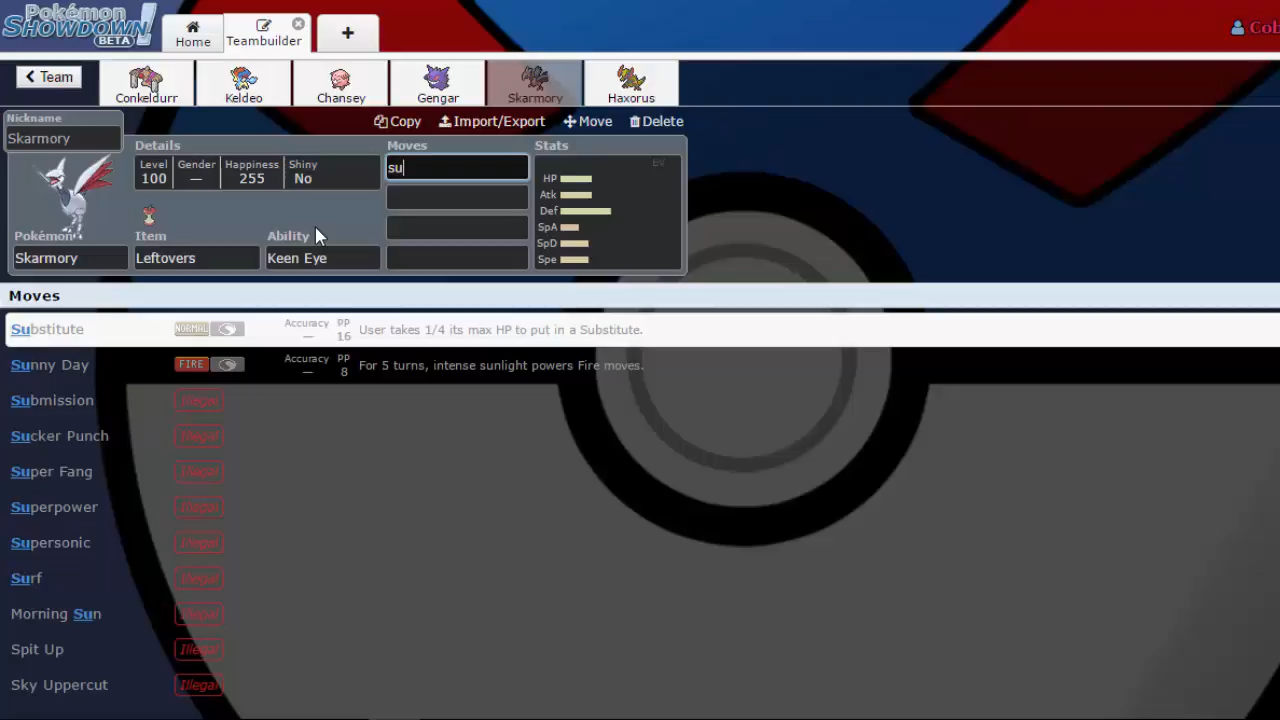 Pokémon
SHOWDOWN!
BETA
Home
Teambuilder
+
Cob
Team
Conkeldurr
Keldeo
Chansey
Gengar
Skarmory
Haxorus
Copy
Import/Export
Move
Delete
Nickname
Skarmory
Details
Level
100
Gender
—
Happiness
255
Shiny
No
Pokémon
Skarmory
Item
Leftovers
Ability
Keen Eye
Moves
su
Stats
EV
HP
Atk
Def
SpA
SpD
Spe
Moves
Substitute NORMAL Accuracy — PP 16 User takes 1/4 its max HP to put in a Substitute.
Sunny Day FIRE Accuracy — PP 8 For 5 turns, intense sunlight powers Fire moves.
Submission Illegal
Sucker Punch Illegal
Super Fang Illegal
Superpower Illegal
Supersonic Illegal
Surf Illegal
Morning Sun Illegal
Spit Up Illegal
Sky Uppercut Illegal